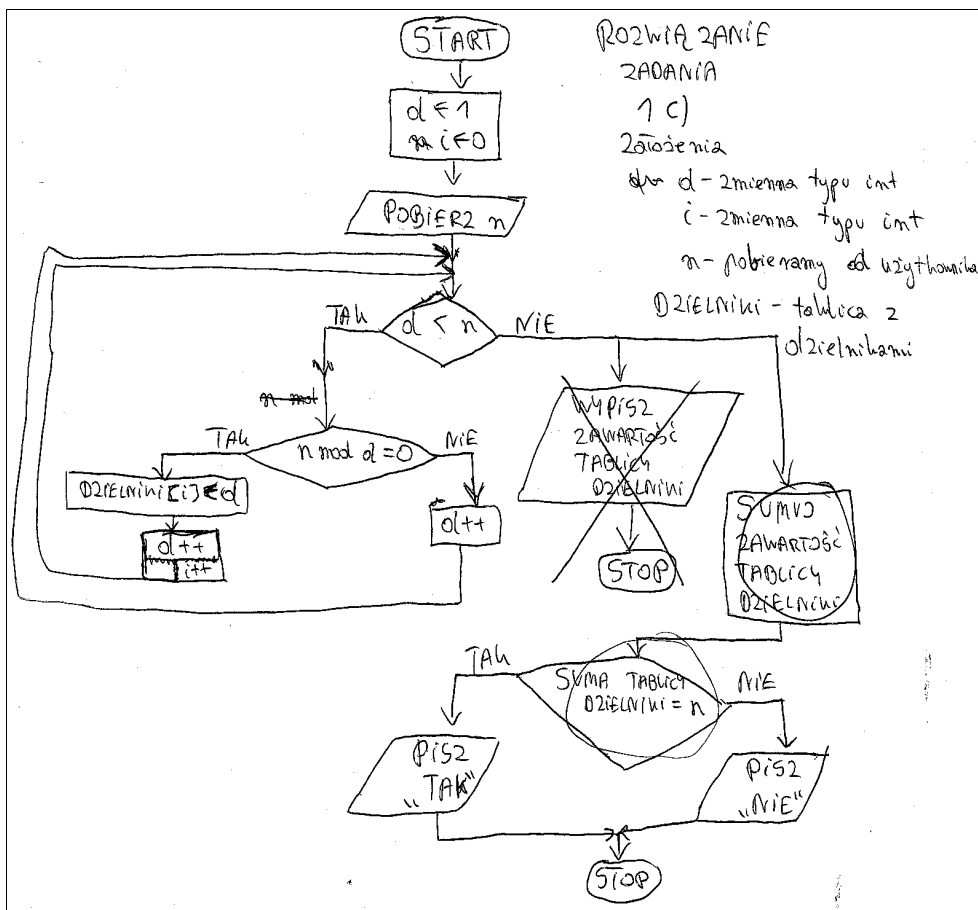 START
ROZWIĄZANIE
ZADANIA
1 C)
założenia
d - zmienna typu int
i - zmienna typu int
n - pobieramy od użytkownika
DZIELNIKI - tablica z
dzielnikami
d ← 1
i ← 0
POBIERZ n
d < n
TAK
NIE
n mod
n mod d = 0
TAK
NIE
DZIELNIKI [i] ← d
d++
i++
d++
WYPISZ
ZAWARTOŚĆ
TABLICY
DZIELNIKI
STOP
SUMUJ
ZAWARTOŚĆ
TABLICY
DZIELNIKI
SUMA TABLICY
DZIELNIKI = n
TAK
NIE
PISZ
„TAK"
PISZ
„NIE"
STOP